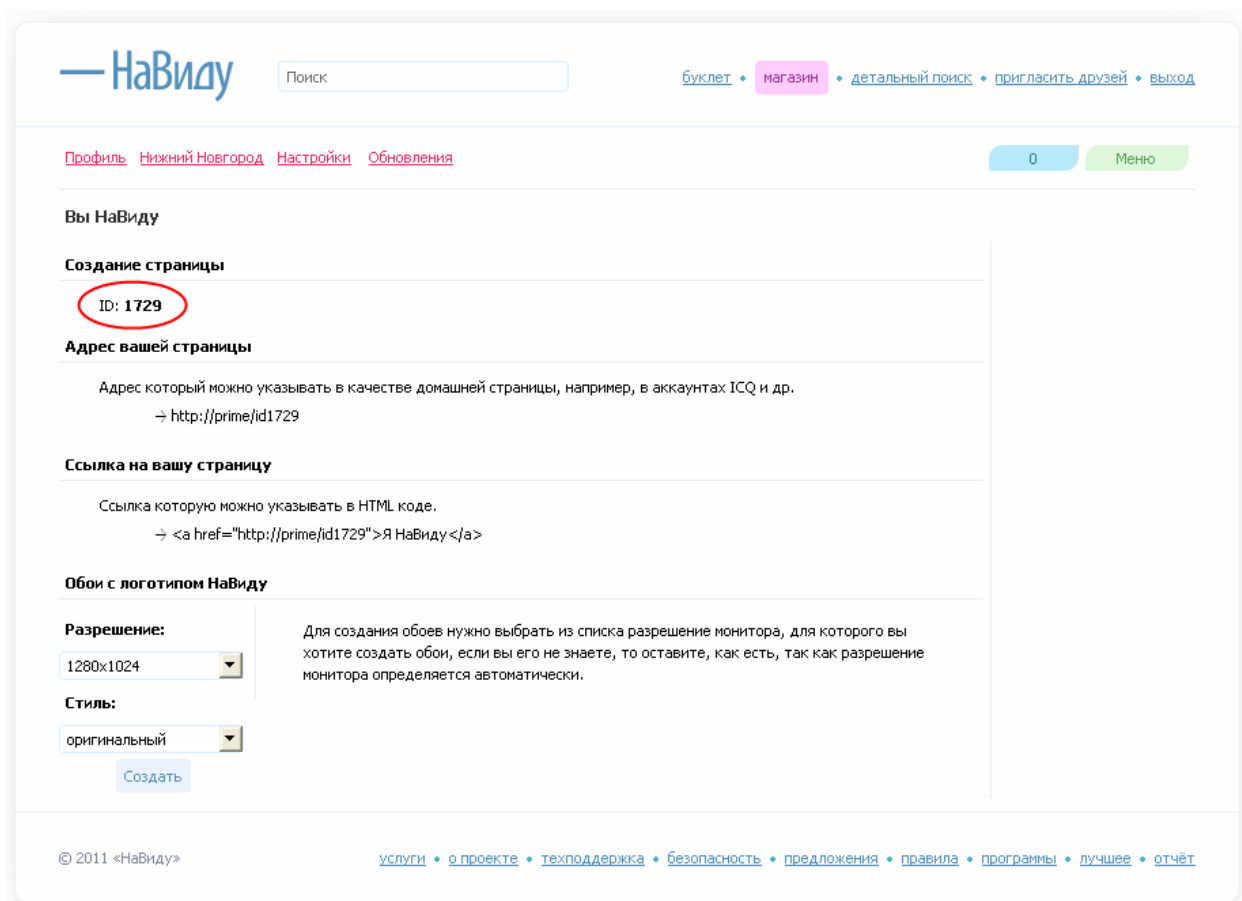 — НаВиду
Поиск
буклет • магазин • детальный поиск • пригласить друзей • выход
Профиль Нижний Новгород Настройки Обновления
0 Меню
Вы НаВиду
Создание страницы
ID: 1729
Адрес вашей страницы
Адрес который можно указывать в качестве домашней страницы, например, в аккаунтах ICQ и др.
→ http://prime/id1729
Ссылка на вашу страницу
Ссылка которую можно указывать в HTML коде.
→ <a href="http://prime/id1729">Я НаВиду</a>
Обои с логотипом НаВиду
Разрешение:
1280x1024
Стиль:
оригинальный
Создать
Для создания обоев нужно выбрать из списка разрешение монитора, для которого вы
хотите создать обои, если вы его не знаете, то оставите, как есть, так как разрешение
монитора определяется автоматически.
© 2011 «НаВиду»
услуги • о проекте • техподдержка • безопасность • предложения • правила • программы • лучшее • отчёт